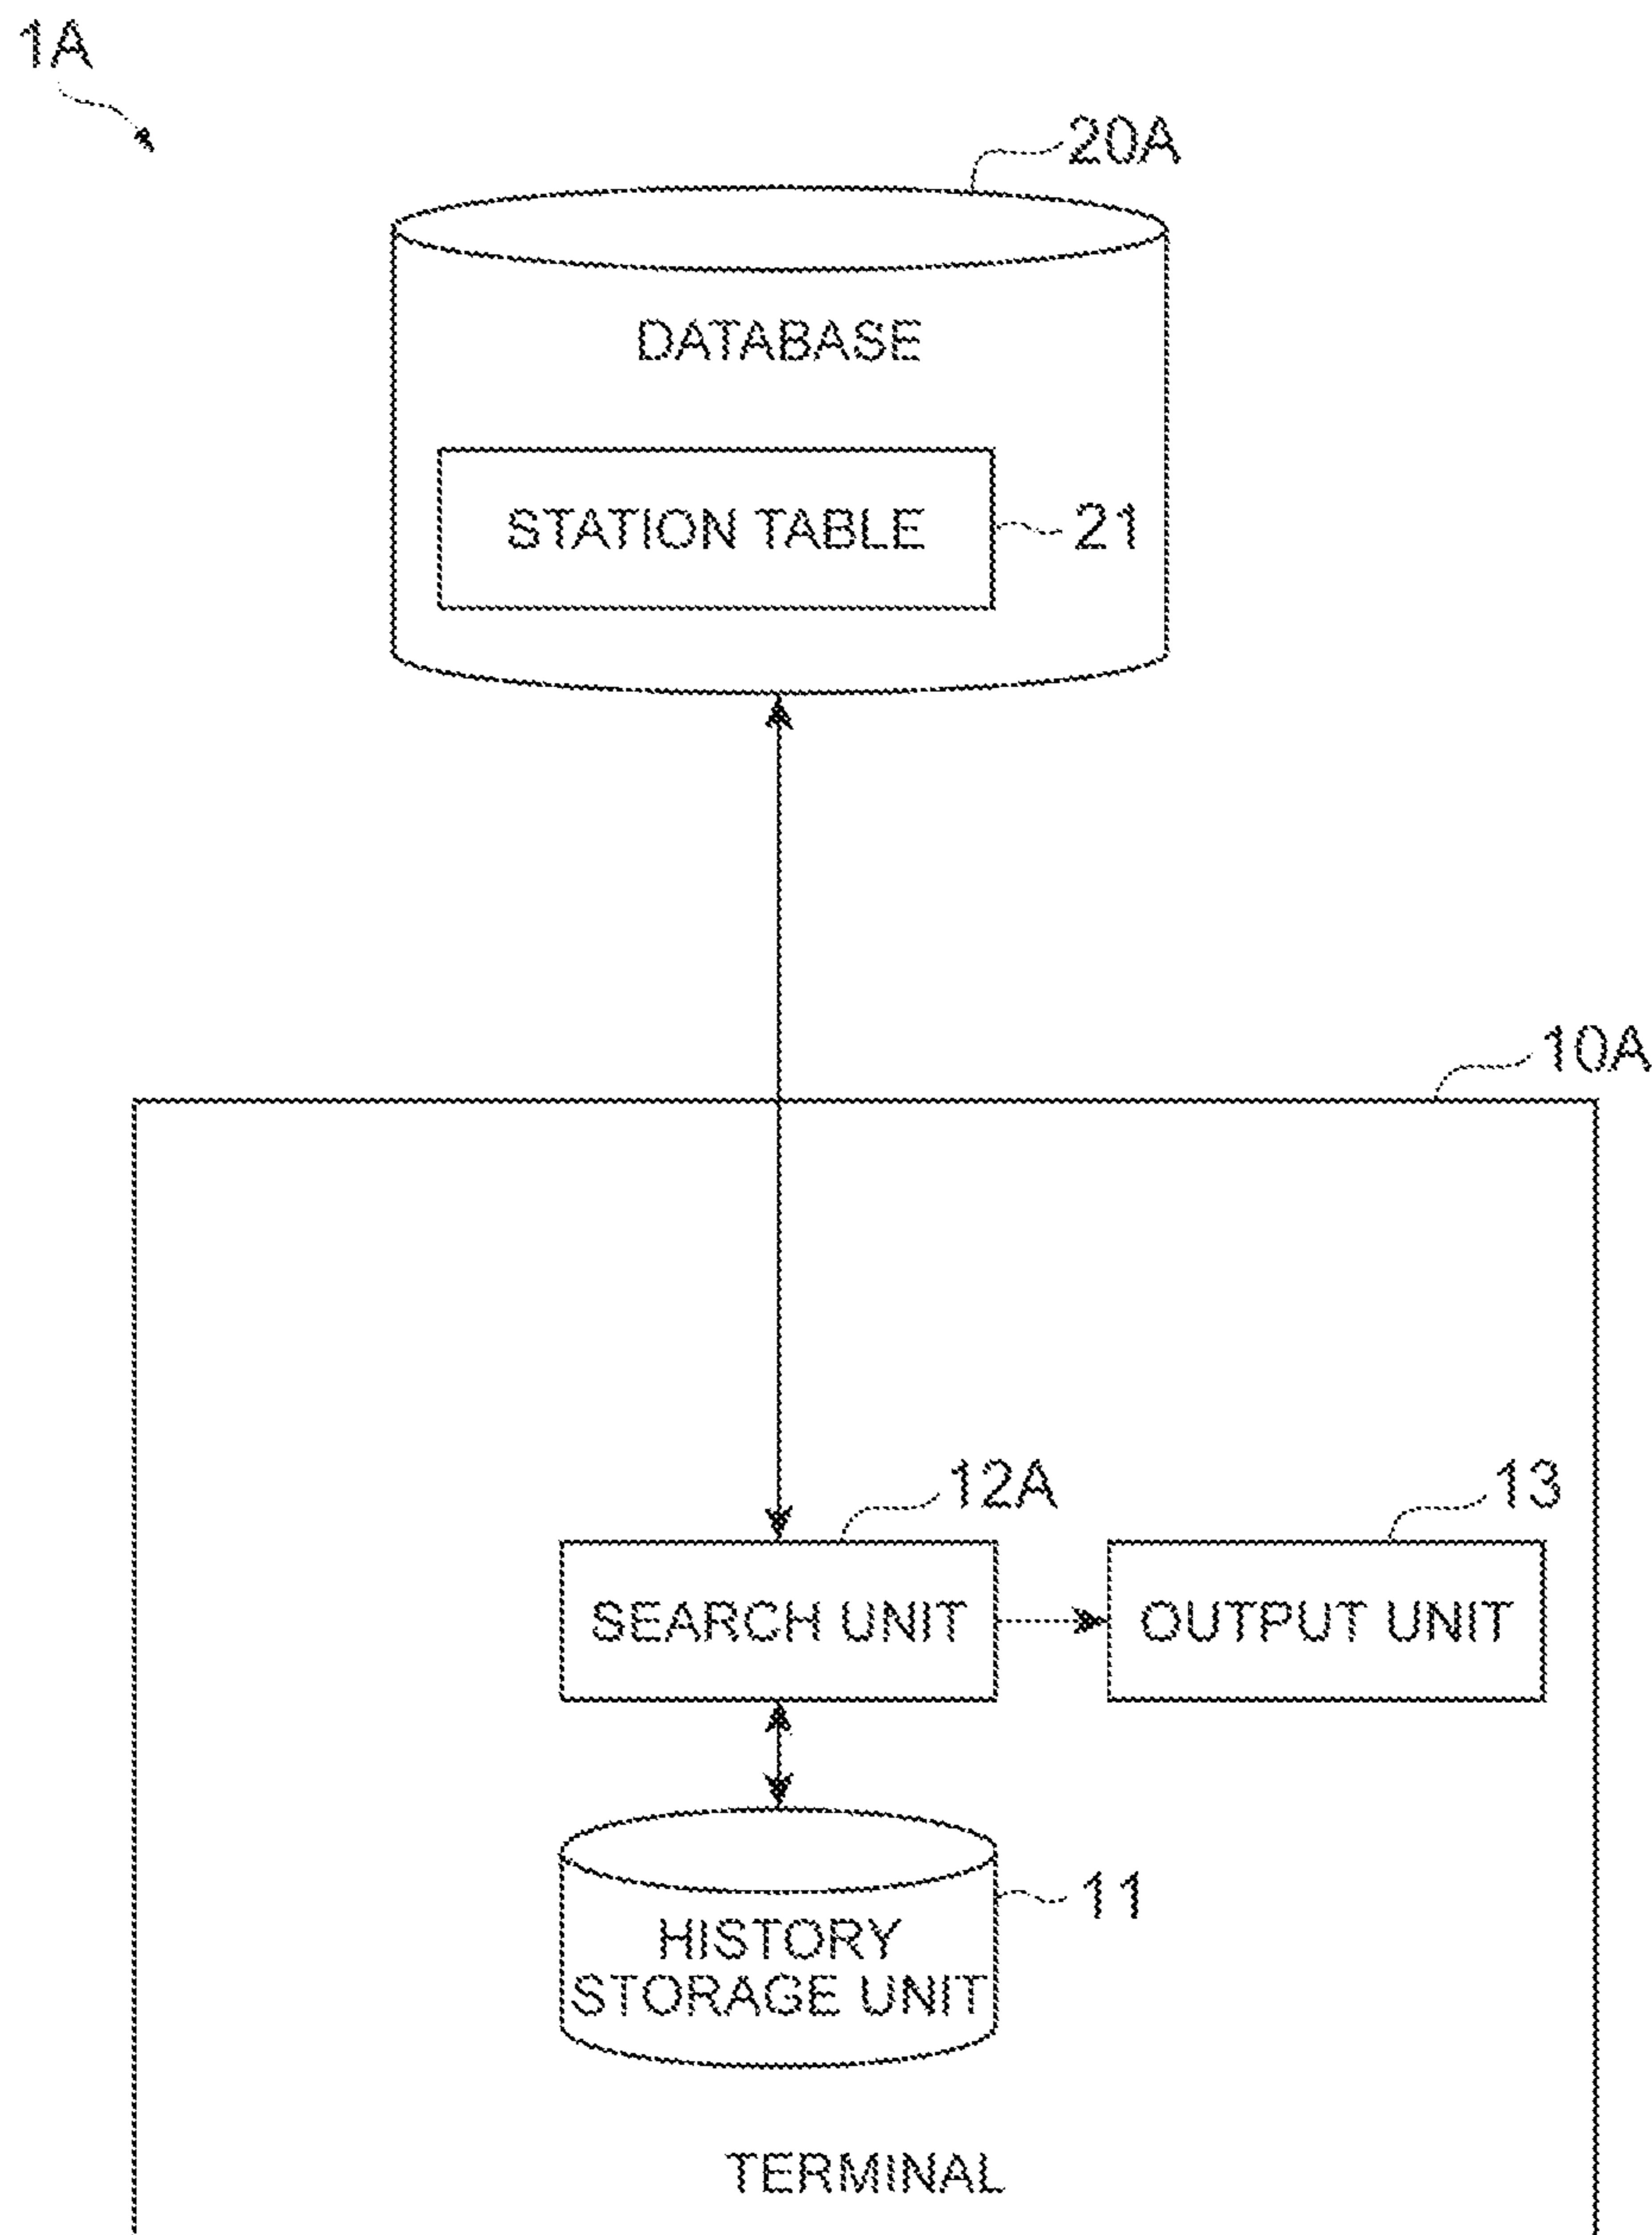 1A
20A
DATABASE
STATION TABLE
21
10A
12A
13
SEARCH UNIT
OUTPUT UNIT
11
HISTORY
STORAGE UNIT
TERMINAL